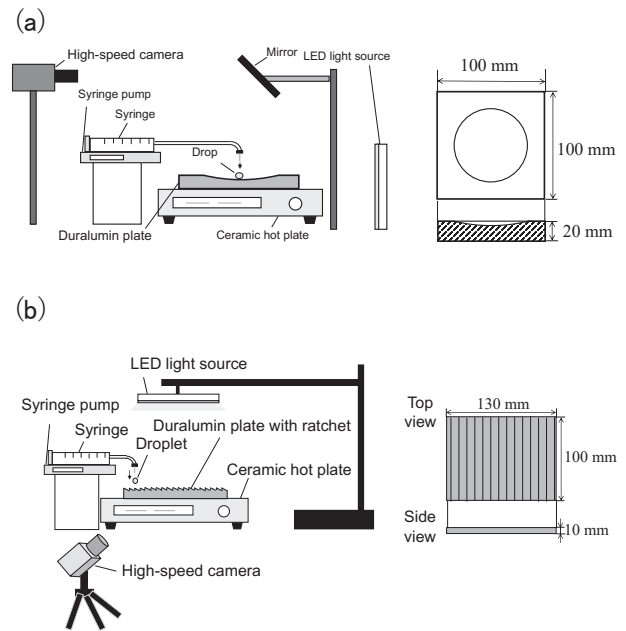 (a)
High-speed camera
Mirror
LED light source
Syringe pump
Syringe
Drop
Duralumin plate
Ceramic hot plate
100 mm
100 mm
20 mm
(b)
LED light source
Syringe pump
Syringe
Duralumin plate with ratchet
Droplet
Ceramic hot plate
High-speed camera
Top
view
130 mm
100 mm
Side
view
10 mm